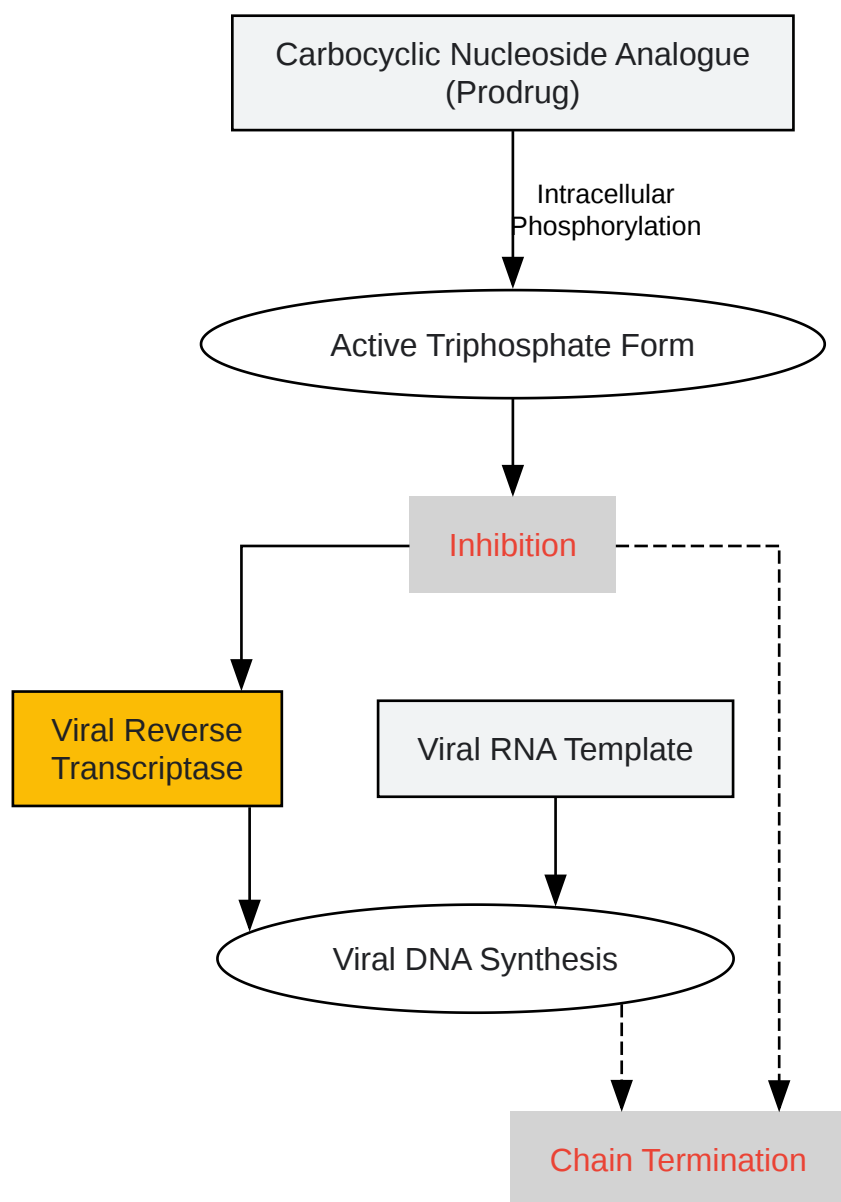 Carbocyclic Nucleoside Analogue
(Prodrug)
Intracellular
Phosphorylation
Active Triphosphate Form
Inhibition
Viral Reverse
Transcriptase
Viral RNA Template
Viral DNA Synthesis
Chain Termination